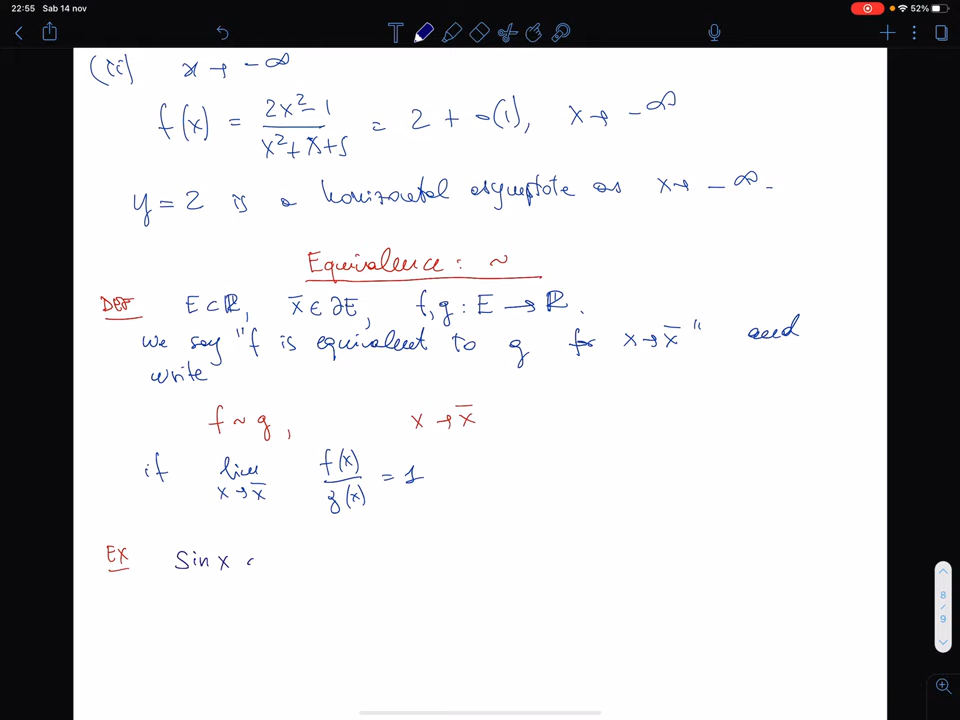 22:55 Sab 14 nov 52%
(ii) x → -∞
f(x) = (2x² - 1)/(x² + x + 5) = 2 + o(1), x → -∞
y = 2 is a horizontal asymptote as x → -∞.
Equivalence: ~
DEF E ⊂ ℝ, x̄ ∈ ∂E, f, g : E → ℝ.
We say "f is equivalent to g for x → x̄" and
write
f ~ g, x → x̄
if lim x → x̄ f(x)/g(x) = 1
EX Sin x
8 / 9